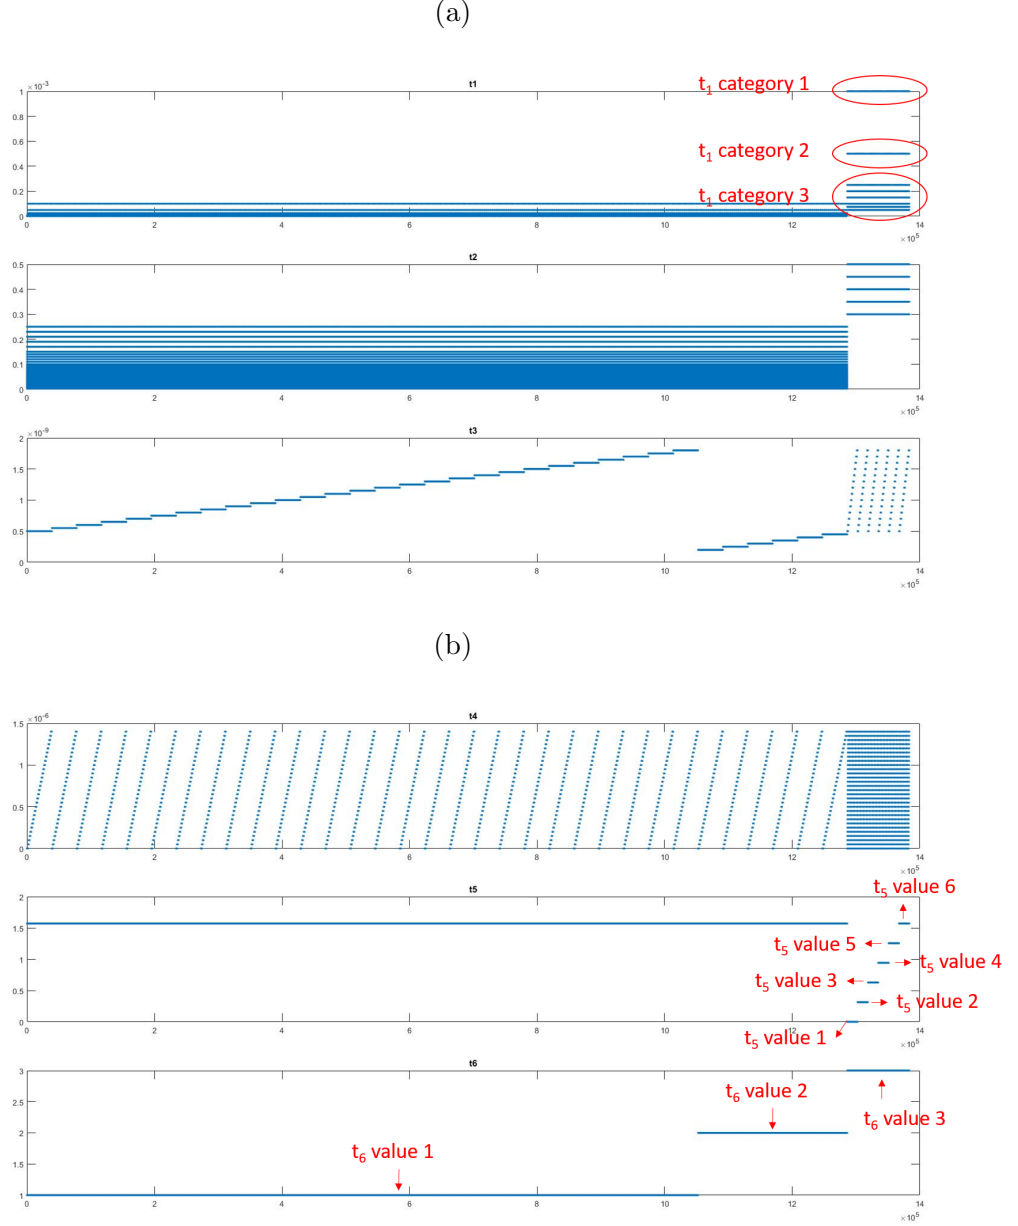 (a)
×10⁻³
t1
t₁ category 1
t₁ category 2
t₁ category 3
1
0.8
0.6
0.4
0.2
0
0 2 4 6 8 10 12 14
×10⁵
t2
0.5
0.4
0.3
0.2
0.1
0
0 2 4 6 8 10 12 14
×10⁵
×10⁻⁹
t3
2
1.5
1
0.5
0
0 2 4 6 8 10 12 14
×10⁵
(b)
×10⁻⁶
t4
1.5
1
0.5
0
0 2 4 6 8 10 12 14
×10⁵
t5
t₅ value 6
t₅ value 5
t₅ value 4
t₅ value 3
t₅ value 2
t₅ value 1
2
1.5
1
0.5
0
0 2 4 6 8 10 12 14
×10⁵
t6
t₆ value 2
t₆ value 3
t₆ value 1
3
2.5
2
1.5
1
0 2 4 6 8 10 12 14
×10⁵